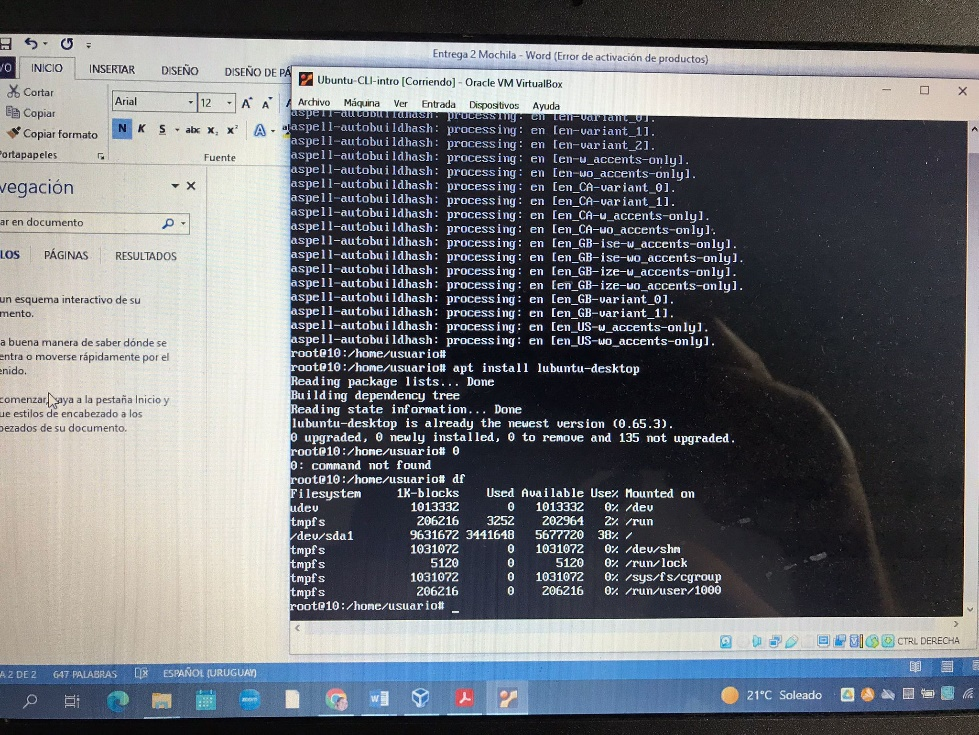 Entrega 2 Mochila - Word (Error de activación de productos)
INICIO INSERTAR DISEÑO DISEÑO DE PÁ
Cortar
Copiar
Copiar formato
Portapapeles
Arial 12
N K S abc x₂ x²
Fuente
vegación
ar en documento
LOS PÁGINAS RESULTADOS
un esquema interactivo de su
mento.
a buena manera de saber dónde se
entra o moverse rápidamente por el
enido.
comenzar, vaya a la pestaña Inicio y
ue estilos de encabezado a los
bezados de su documento.
Ubuntu-CLI-intro [Corriendo] - Oracle VM VirtualBox
Archivo Máquina Ver Entrada Dispositivos Ayuda
aspell-autobuildhash: processing: en [en-variant_0].
aspell-autobuildhash: processing: en [en-variant_1].
aspell-autobuildhash: processing: en [en-variant_2].
aspell-autobuildhash: processing: en [en-w_accents-only].
aspell-autobuildhash: processing: en [en-wo_accents-only].
aspell-autobuildhash: processing: en [en_CA-variant_0].
aspell-autobuildhash: processing: en [en_CA-variant_1].
aspell-autobuildhash: processing: en [en_CA-w_accents-only].
aspell-autobuildhash: processing: en [en_CA-wo_accents-only].
aspell-autobuildhash: processing: en [en_GB-ise-w_accents-only].
aspell-autobuildhash: processing: en [en_GB-ise-wo_accents-only].
aspell-autobuildhash: processing: en [en_GB-ize-w_accents-only].
aspell-autobuildhash: processing: en [en_GB-ize-wo_accents-only].
aspell-autobuildhash: processing: en [en_GB-variant_0].
aspell-autobuildhash: processing: en [en_GB-variant_1].
aspell-autobuildhash: processing: en [en_US-w_accents-only].
aspell-autobuildhash: processing: en [en_US-wo_accents-only].
root@10:/home/usuario#
root@10:/home/usuario# apt install lubuntu-desktop
Reading package lists... Done
Building dependency tree
Reading state information... Done
lubuntu-desktop is already the newest version (0.65.3).
0 upgraded, 0 newly installed, 0 to remove and 135 not upgraded.
root@10:/home/usuario# 0
0: command not found
root@10:/home/usuario# df
Filesystem 1K-blocks Used Available Use% Mounted on
udev 1013332 0 1013332 0% /dev
tmpfs 206216 3252 202964 2% /run
/dev/sda1 9631672 3441648 5677720 38% /
tmpfs 1031072 0 1031072 0% /dev/shm
tmpfs 5120 0 5120 0% /run/lock
tmpfs 1031072 0 1031072 0% /sys/fs/cgroup
tmpfs 206216 0 206216 0% /run/user/1000
root@10:/home/usuario# _
CTRL DERECHA
A 2 DE 2 647 PALABRAS ESPAÑOL (URUGUAY)
21°C Soleado